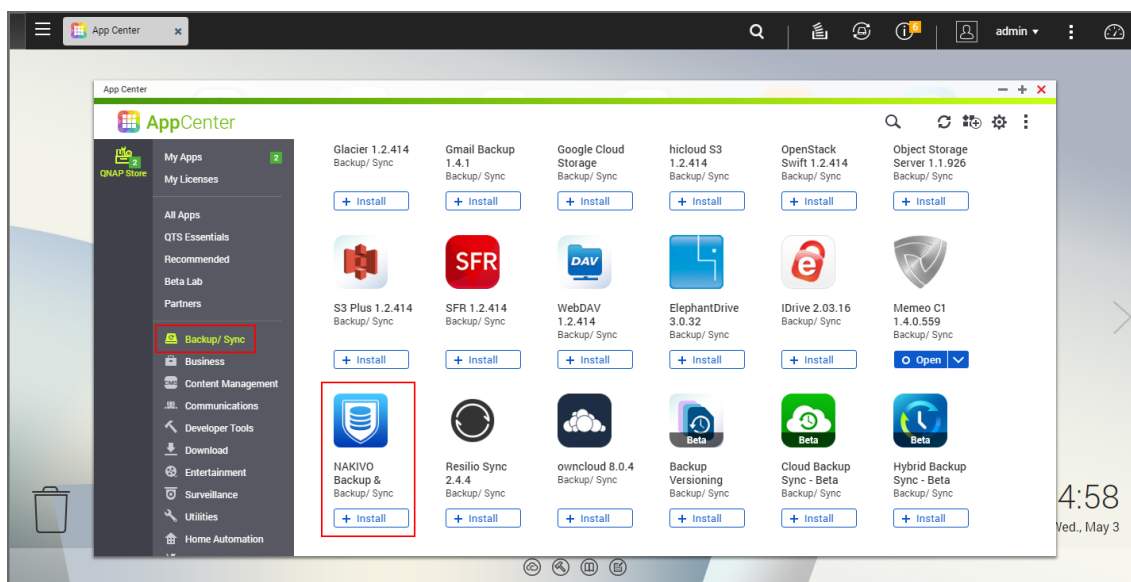 App Center
6
admin
App Center
AppCenter
2
QNAP Store
My Apps 2
My Licenses
All Apps
QTS Essentials
Recommended
Beta Lab
Partners
Backup/ Sync
Business
Content Management
Communications
Developer Tools
Download
Entertainment
Surveillance
Utilities
Home Automation
Glacier 1.2.414
Backup/ Sync
+ Install
Gmail Backup
1.4.1
Backup/ Sync
+ Install
Google Cloud
Storage
Backup/ Sync
+ Install
hicloud S3
1.2.414
Backup/ Sync
+ Install
OpenStack
Swift 1.2.414
Backup/ Sync
+ Install
Object Storage
Server 1.1.926
Backup/ Sync
+ Install
S3 Plus 1.2.414
Backup/ Sync
+ Install
SFR
SFR 1.2.414
Backup/ Sync
+ Install
DAV
WebDAV
1.2.414
Backup/ Sync
+ Install
ElephantDrive
3.0.32
Backup/ Sync
+ Install
e
IDrive 2.03.16
Backup/ Sync
+ Install
Memeo C1
1.4.0.559
Backup/ Sync
Open
NAKIVO
Backup &
Backup/ Sync
+ Install
Resilio Sync
2.4.4
Backup/ Sync
+ Install
owncloud 8.0.4
Backup/ Sync
+ Install
Beta
Backup
Versioning
Backup/ Sync
+ Install
Beta
Cloud Backup
Sync - Beta
Backup/ Sync
+ Install
Beta
Hybrid Backup
Sync - Beta
Backup/ Sync
+ Install
4:58
Wed., May 3